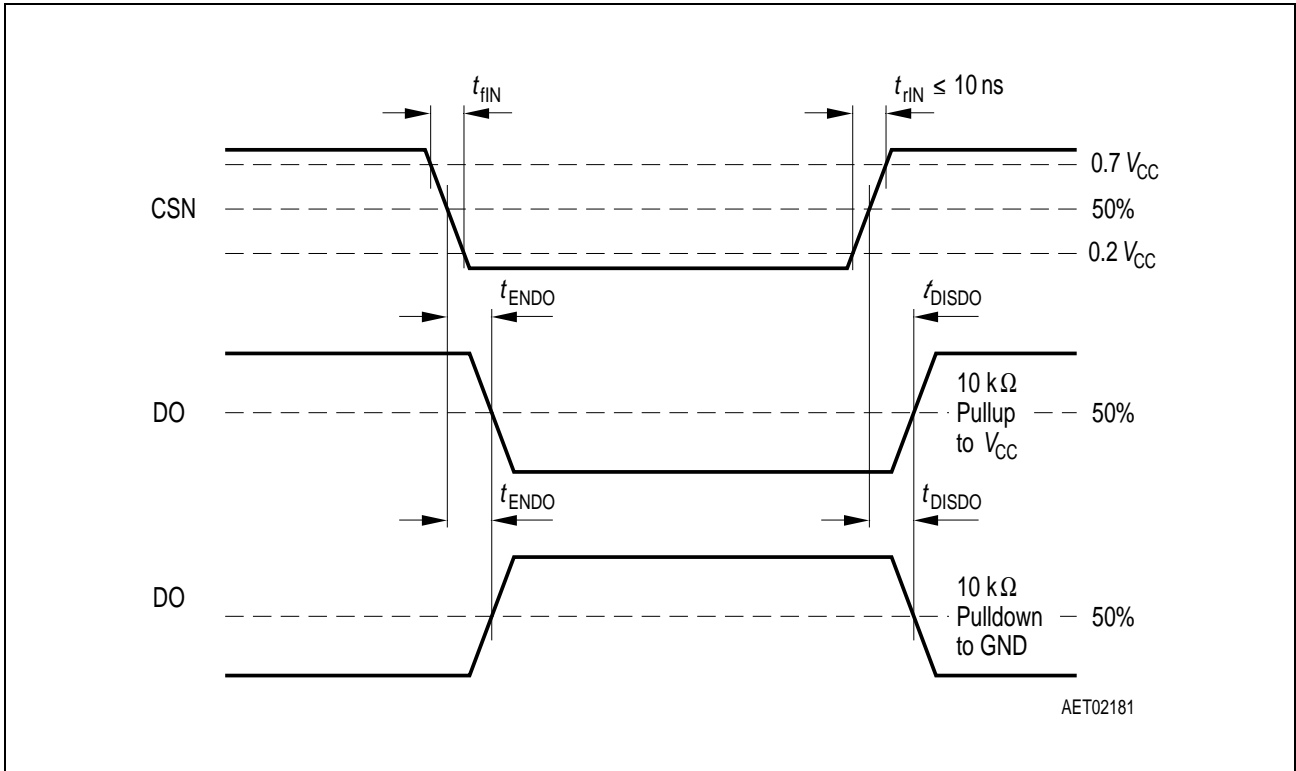 tfIN
trIN ≤ 10 ns
0.7 VCC
CSN
50%
0.2 VCC
tENDO
tDISDO
10 kΩ
DO
Pullup
50%
to VCC
tENDO
tDISDO
10 kΩ
DO
Pulldown
50%
to GND
AET02181